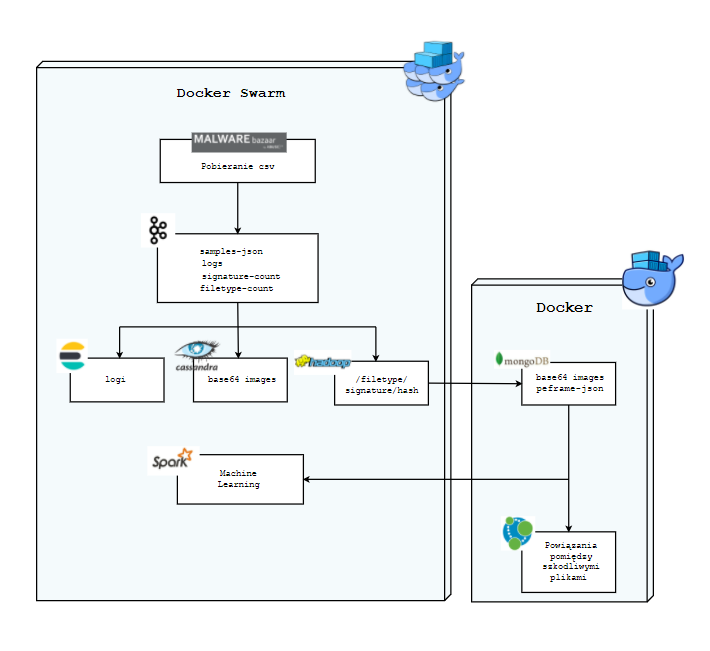 Docker Swarm
MALWARE bazaar
Pobieranie csv
samples-json
logs
signature-count
filetype-count
logi
cassandra
base64 images
hadoop
/filetype/
signature/hash
Spark
Machine
Learning
Docker
mongoDB
base64 images
peframe-json
Powiązania
pomiędzy
szkodliwymi
plikami